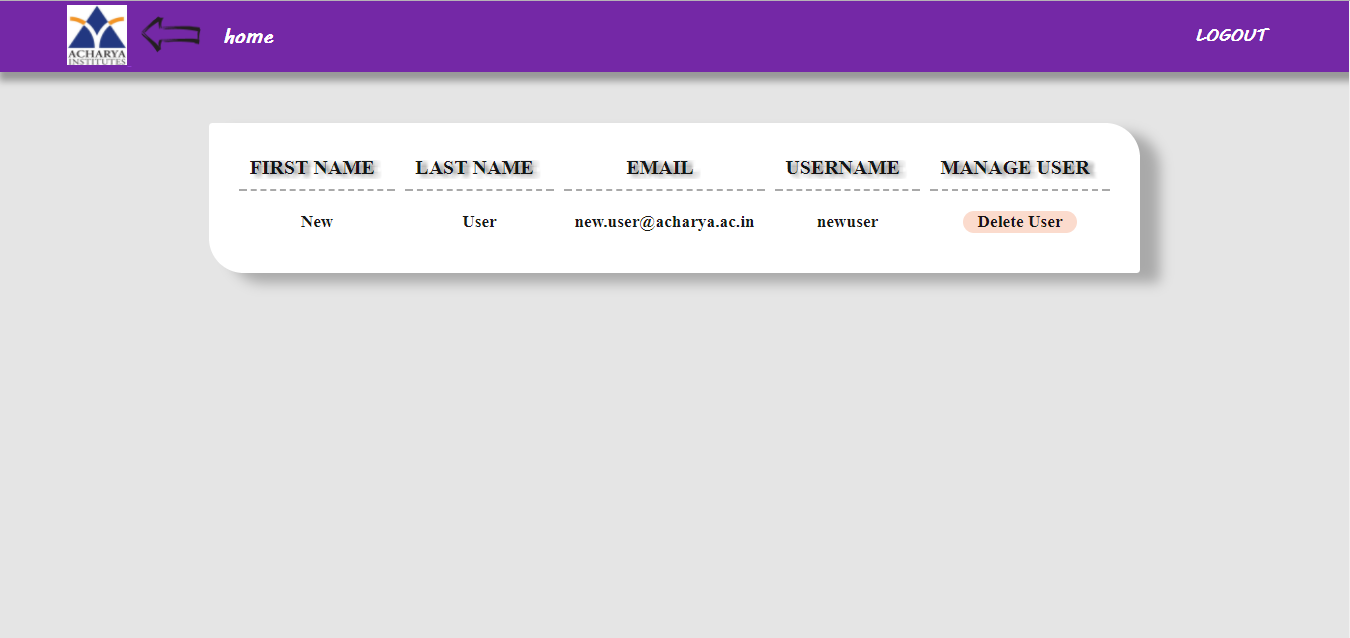 ACHARYA
INSTITUTES
home
LOGOUT
FIRST NAME LAST NAME EMAIL USERNAME MANAGE USER
New User new.user@acharya.ac.in newuser Delete User